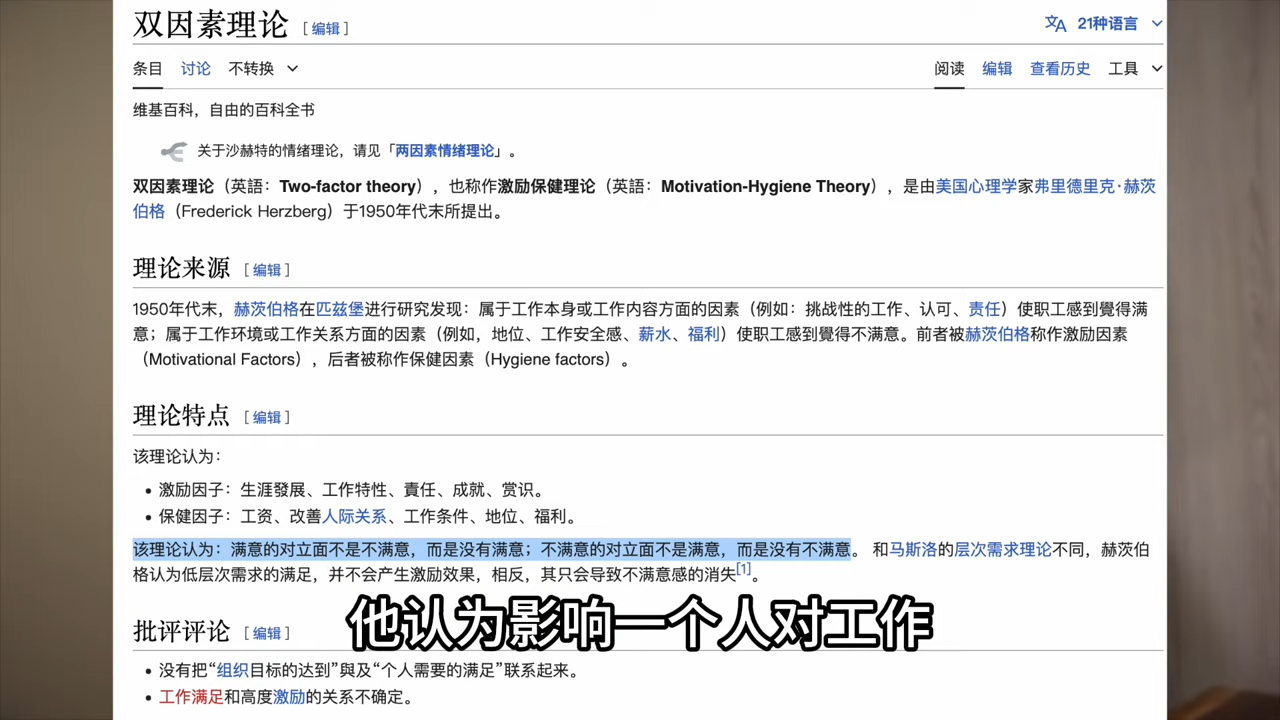 双因素理论 [编辑]
21种语言
条目 讨论 不转换
阅读 编辑 查看历史 工具
维基百科，自由的百科全书
关于沙赫特的情绪理论，请见「两因素情绪理论」。
双因素理论（英語：Two-factor theory），也称作激励保健理论（英語：Motivation-Hygiene Theory），是由美国心理学家弗里德里克·赫茨
伯格（Frederick Herzberg）于1950年代末所提出。
理论来源 [编辑]
1950年代末，赫茨伯格在匹兹堡进行研究发现：属于工作本身或工作内容方面的因素（例如：挑战性的工作、认可、责任）使职工感到覺得满
意；属于工作环境或工作关系方面的因素（例如，地位、工作安全感、薪水、福利）使职工感到覺得不满意。前者被赫茨伯格称作激励因素
（Motivational Factors），后者被称作保健因素（Hygiene factors）。
理论特点 [编辑]
该理论认为：
• 激励因子：生涯發展、工作特性、責任、成就、赏识。
• 保健因子：工资、改善人际关系、工作条件、地位、福利。
该理论认为：满意的对立面不是不满意，而是没有满意；不满意的对立面不是满意，而是没有不满意。 和马斯洛的层次需求理论不同，赫茨伯
格认为低层次需求的满足，并不会产生激励效果，相反，其只会导致不满意感的消失[1]。
他认为影响一个人对工作
批评评论 [编辑]
• 没有把“组织目标的达到”與及“个人需要的满足”联系起来。
• 工作满足和高度激励的关系不确定。